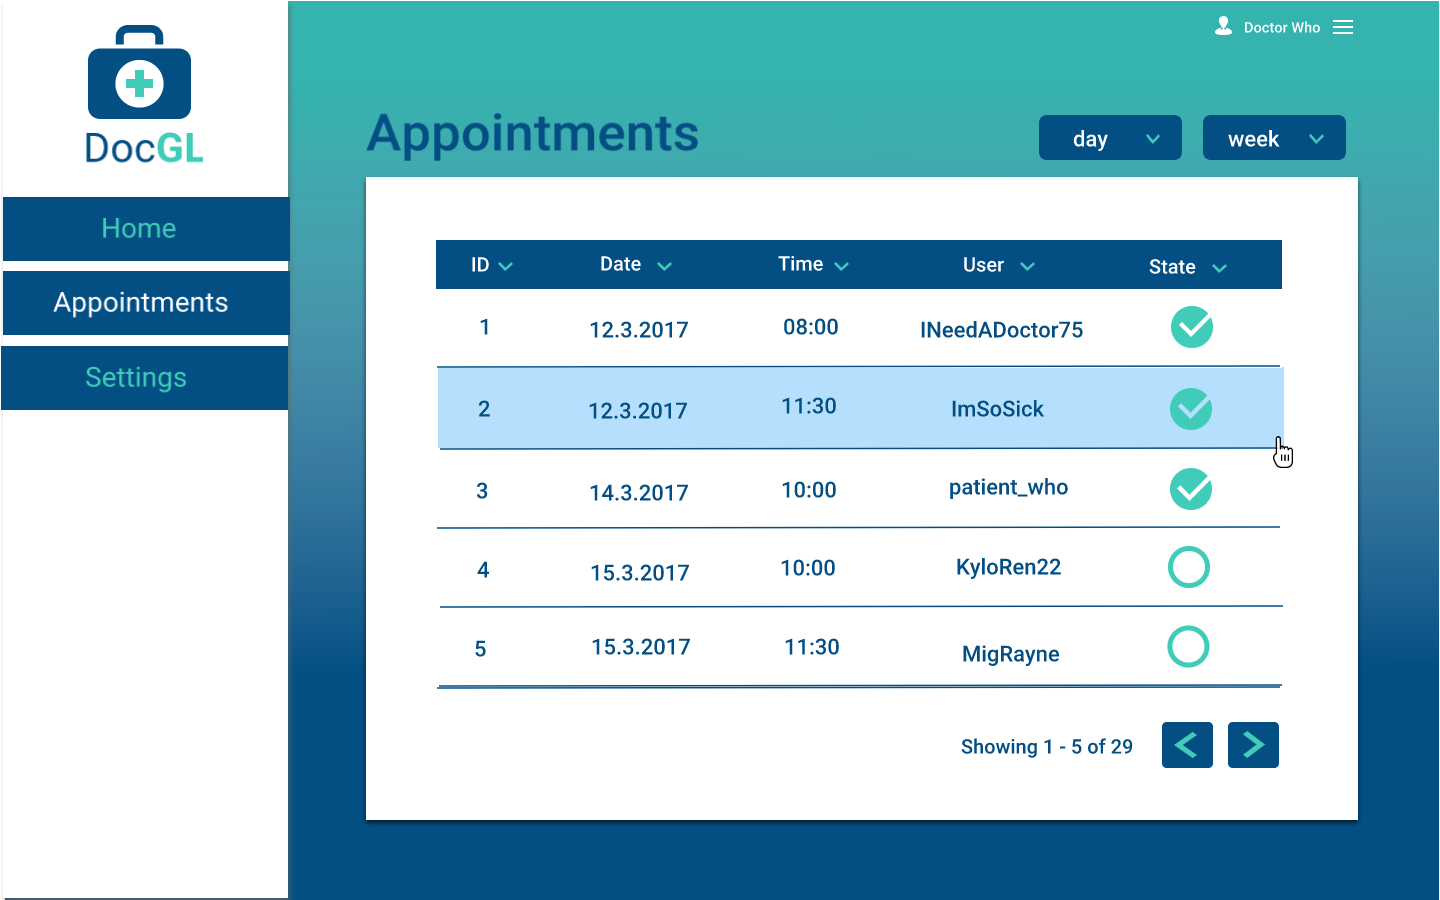 Doctor Who
DocGL
Home
Appointments
Settings
Appointments
day week
ID Date Time User State
1 12.3.2017 08:00 INeedADoctor75
2 12.3.2017 11:30 ImSoSick
3 14.3.2017 10:00 patient_who
4 15.3.2017 10:00 KyloRen22
5 15.3.2017 11:30 MigRayne
Showing 1 - 5 of 29